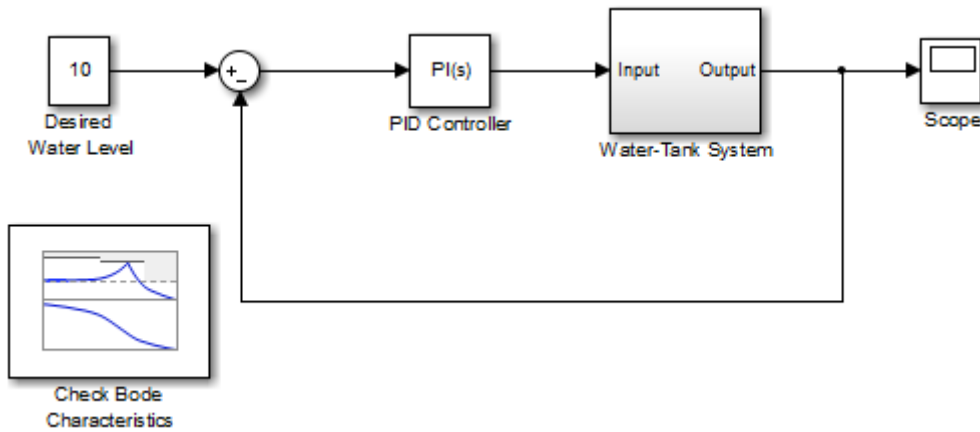 10
Desired
Water Level
+
−
PI(s)
PID Controller
Input
Output
Water-Tank System
Scope
Check Bode
Characteristics